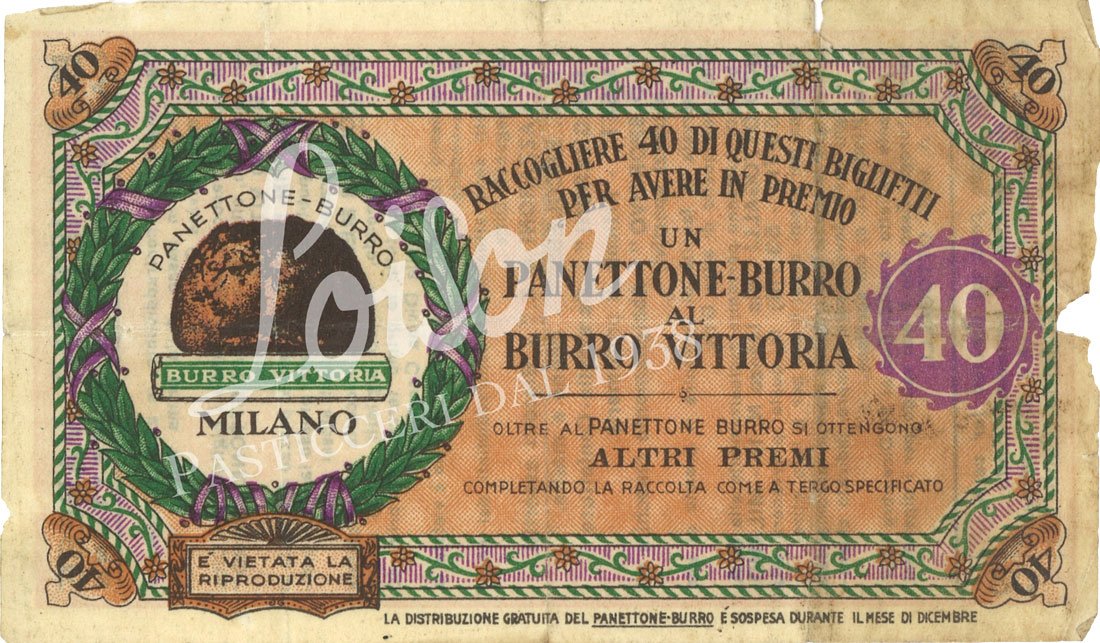 40
40
RACCOGLIERE 40 DI QUESTI BIGLIETTI
PER AVERE IN PREMIO
UN
PANETTONE-BURRO
AL
BURRO VITTORIA
40
OLTRE AL PANETTONE BURRO SI OTTENGONO
ALTRI PREMI
COMPLETANDO LA RACCOLTA COME A TERGO SPECIFICATO
PANETTONE-BURRO
BURRO VITTORIA
MILANO
Loison
PASTICCERI DAL 1938
40
40
È VIETATA LA
RIPRODUZIONE
LA DISTRIBUZIONE GRATUITA DEL PANETTONE-BURRO È SOSPESA DURANTE IL MESE DI DICEMBRE